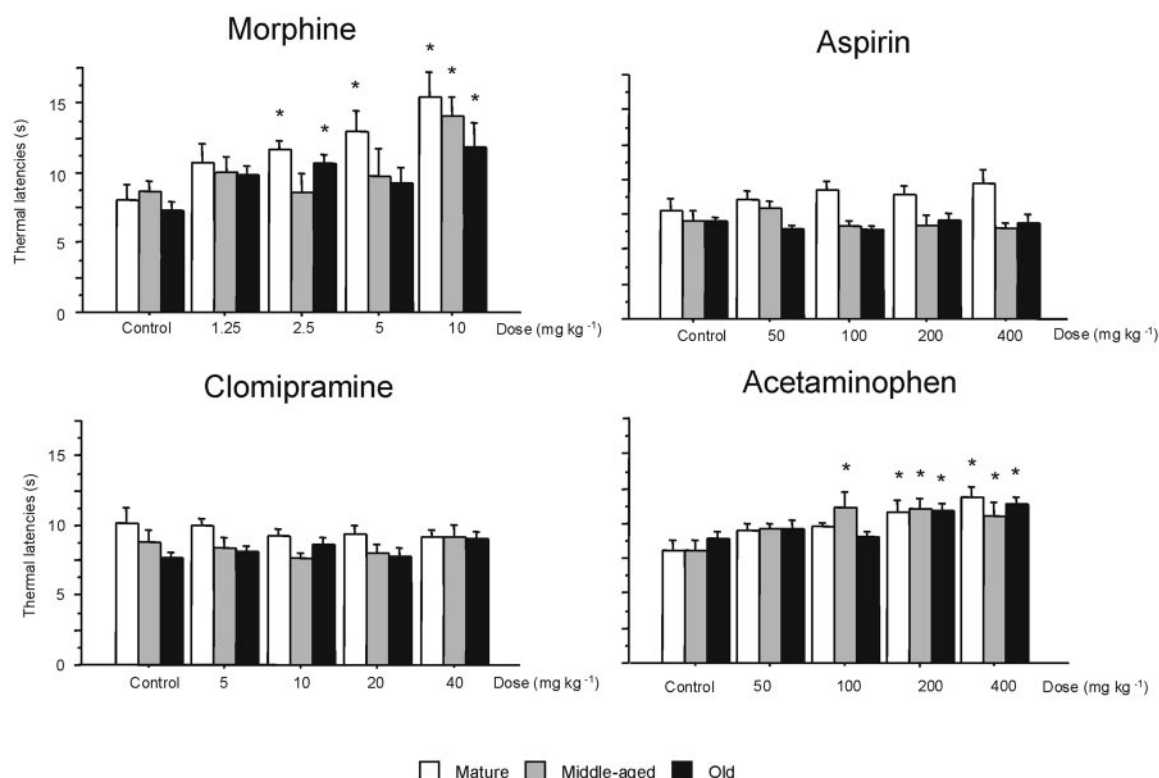 Morphine
Thermal latencies (s)
15
10
5
0
* * * * * *
Control 1.25 2.5 5 10 Dose (mg kg -1)
Aspirin
Control 50 100 200 400 Dose (mg kg -1)
Clomipramine
Thermal latencies (s)
15
10
5
0
Control 5 10 20 40 Dose (mg kg -1)
Acetaminophen
* * * * * * *
Control 50 100 200 400 Dose (mg kg -1)
Mature Middle-aged Old